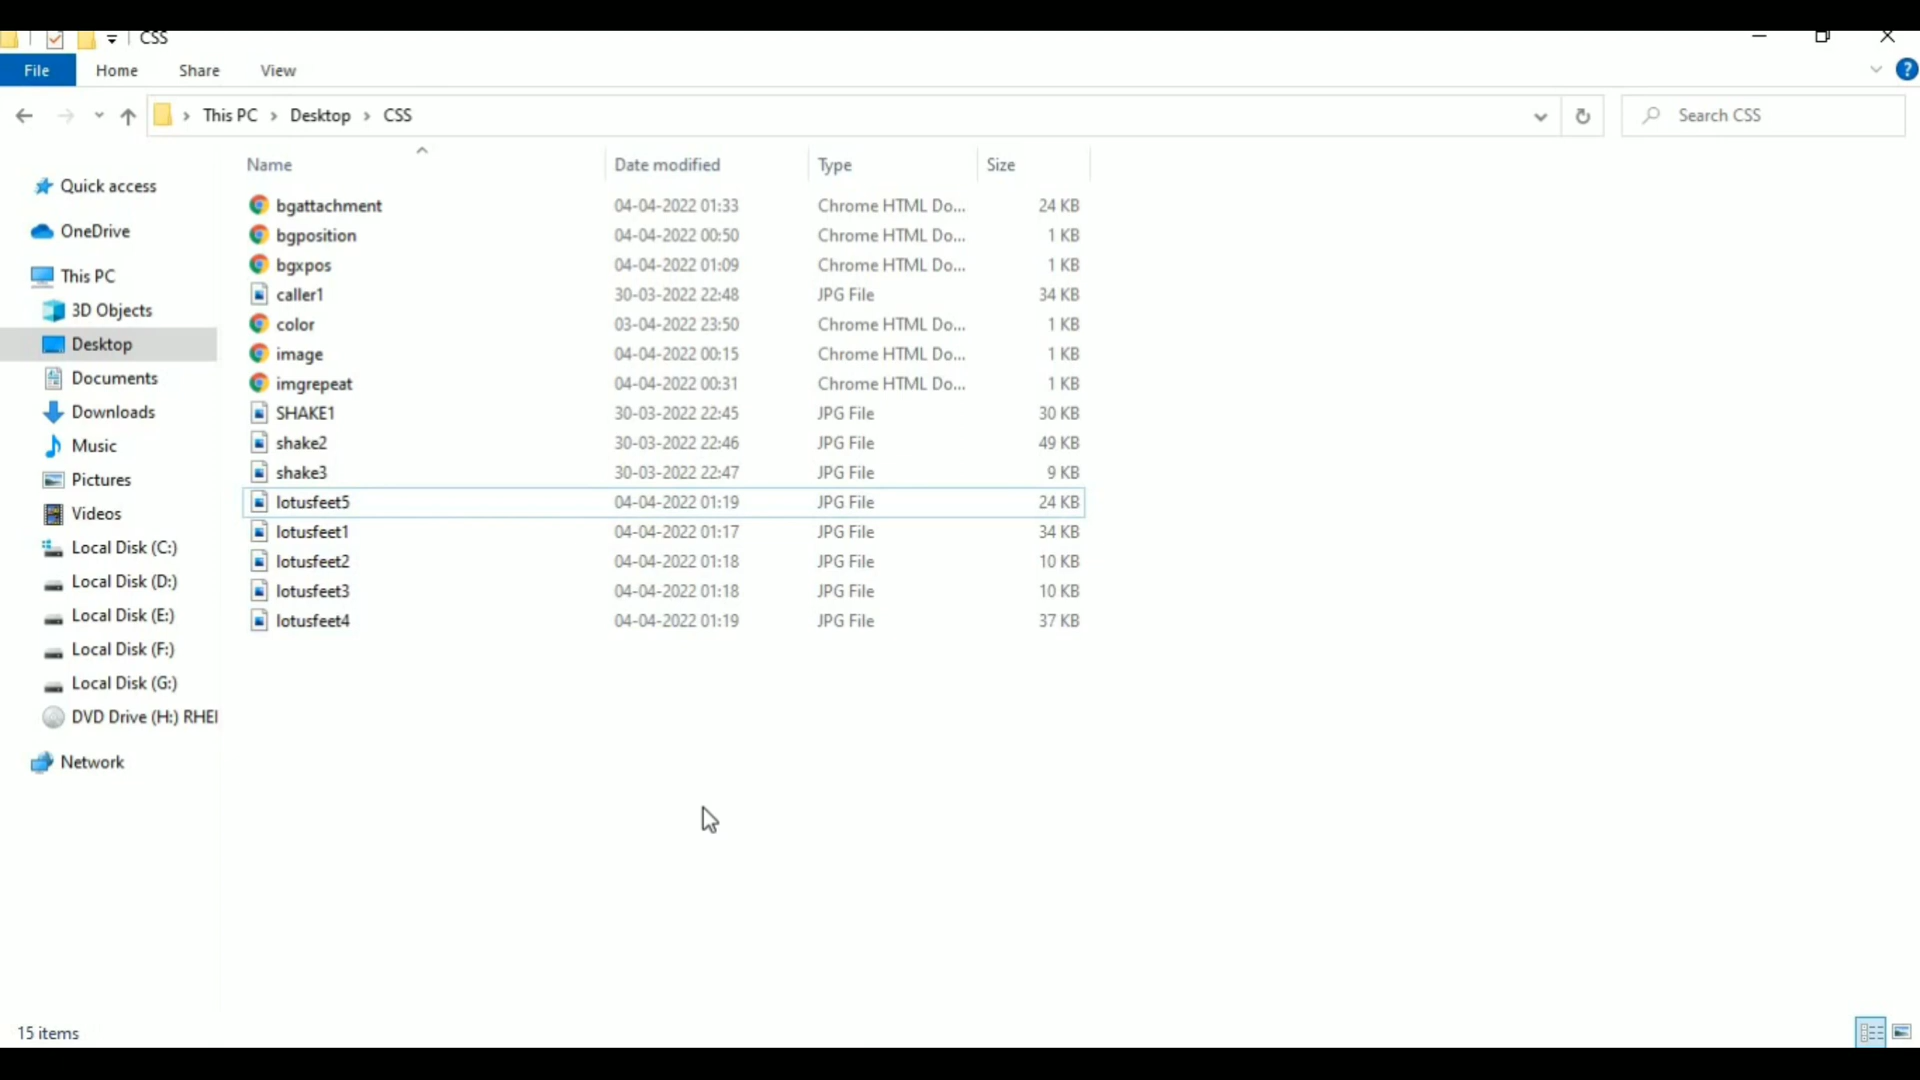 CSS
File Home Share View
This PC Desktop CSS
Search CSS
Quick access
OneDrive
This PC
3D Objects
Desktop
Documents
Downloads
Music
Pictures
Videos
Local Disk (C:)
Local Disk (D:)
Local Disk (E:)
Local Disk (F:)
Local Disk (G:)
DVD Drive (H:) RHEI
Network
Name Date modified Type Size
bgattachment 04-04-2022 01:33 Chrome HTML Do... 24 KB
bgposition 04-04-2022 00:50 Chrome HTML Do... 1 KB
bgxpos 04-04-2022 01:09 Chrome HTML Do... 1 KB
caller1 30-03-2022 22:48 JPG File 34 KB
color 03-04-2022 23:50 Chrome HTML Do... 1 KB
image 04-04-2022 00:15 Chrome HTML Do... 1 KB
imgrepeat 04-04-2022 00:31 Chrome HTML Do... 1 KB
SHAKE1 30-03-2022 22:45 JPG File 30 KB
shake2 30-03-2022 22:46 JPG File 49 KB
shake3 30-03-2022 22:47 JPG File 9 KB
lotusfeet5 04-04-2022 01:19 JPG File 24 KB
lotusfeet1 04-04-2022 01:17 JPG File 34 KB
lotusfeet2 04-04-2022 01:18 JPG File 10 KB
lotusfeet3 04-04-2022 01:18 JPG File 10 KB
lotusfeet4 04-04-2022 01:19 JPG File 37 KB
15 items